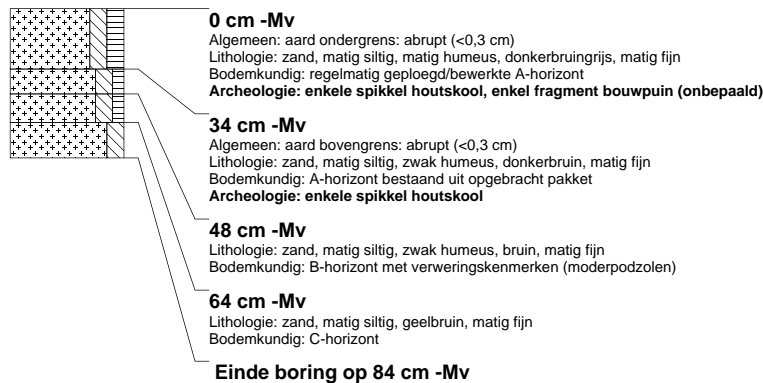 0 cm -Mv
Algemeen: aard ondergrens: abrupt (<0,3 cm)
Lithologie: zand, matig siltig, matig humeus, donkerbruingrijs, matig fijn
Bodemkundig: regelmatig geploegd/bewerkte A-horizont
Archeologie: enkele spikkel houtskool, enkel fragment bouwpuin (onbepaald)
34 cm -Mv
Algemeen: aard bovengrens: abrupt (<0,3 cm)
Lithologie: zand, matig siltig, zwak humeus, donkerbruin, matig fijn
Bodemkundig: A-horizont bestaand uit opgebracht pakket
Archeologie: enkele spikkel houtskool
48 cm -Mv
Lithologie: zand, matig siltig, zwak humeus, bruin, matig fijn
Bodemkundig: B-horizont met verweringskenmerken (moderpodzolen)
64 cm -Mv
Lithologie: zand, matig siltig, geelbruin, matig fijn
Bodemkundig: C-horizont
Einde boring op 84 cm -Mv